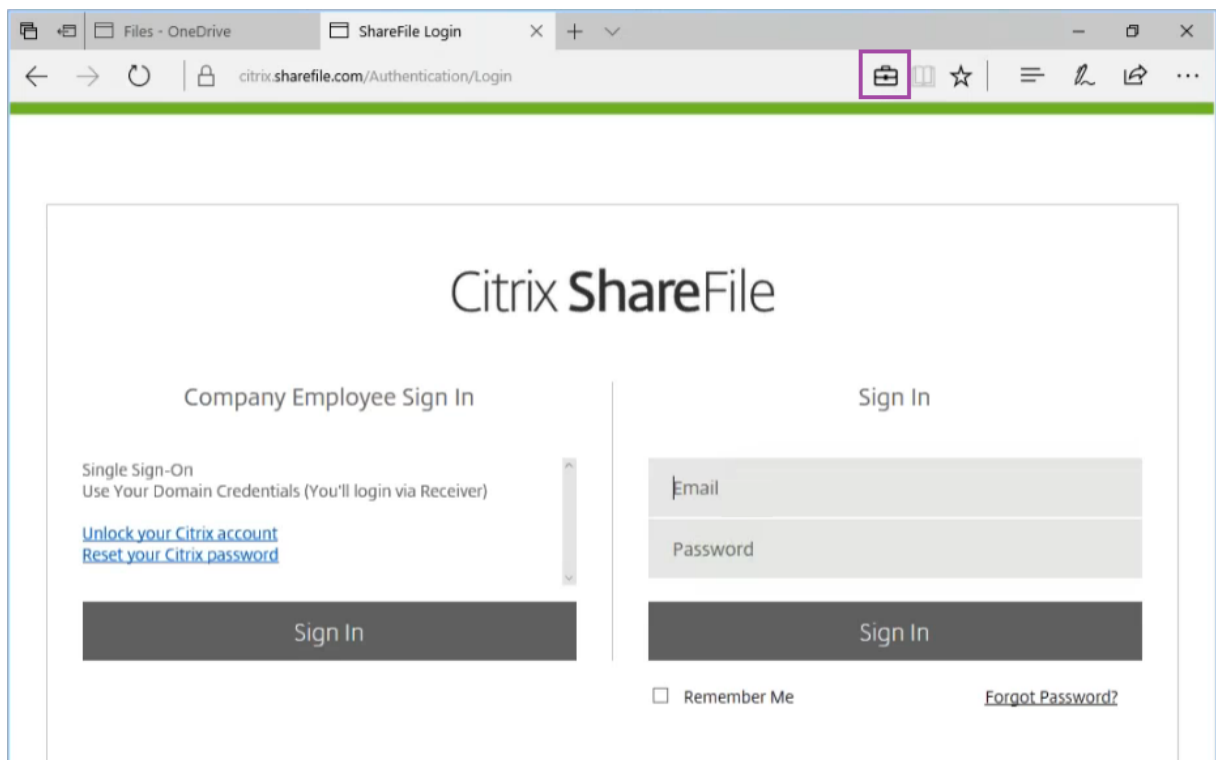 Files - OneDrive
ShareFile Login
citrix.sharefile.com/Authentication/Login
Citrix ShareFile
Company Employee Sign In
Single Sign-On
Use Your Domain Credentials (You'll login via Receiver)
Unlock your Citrix account
Reset your Citrix password
Sign In
Sign In
Email
Password
Sign In
Remember Me
Forgot Password?